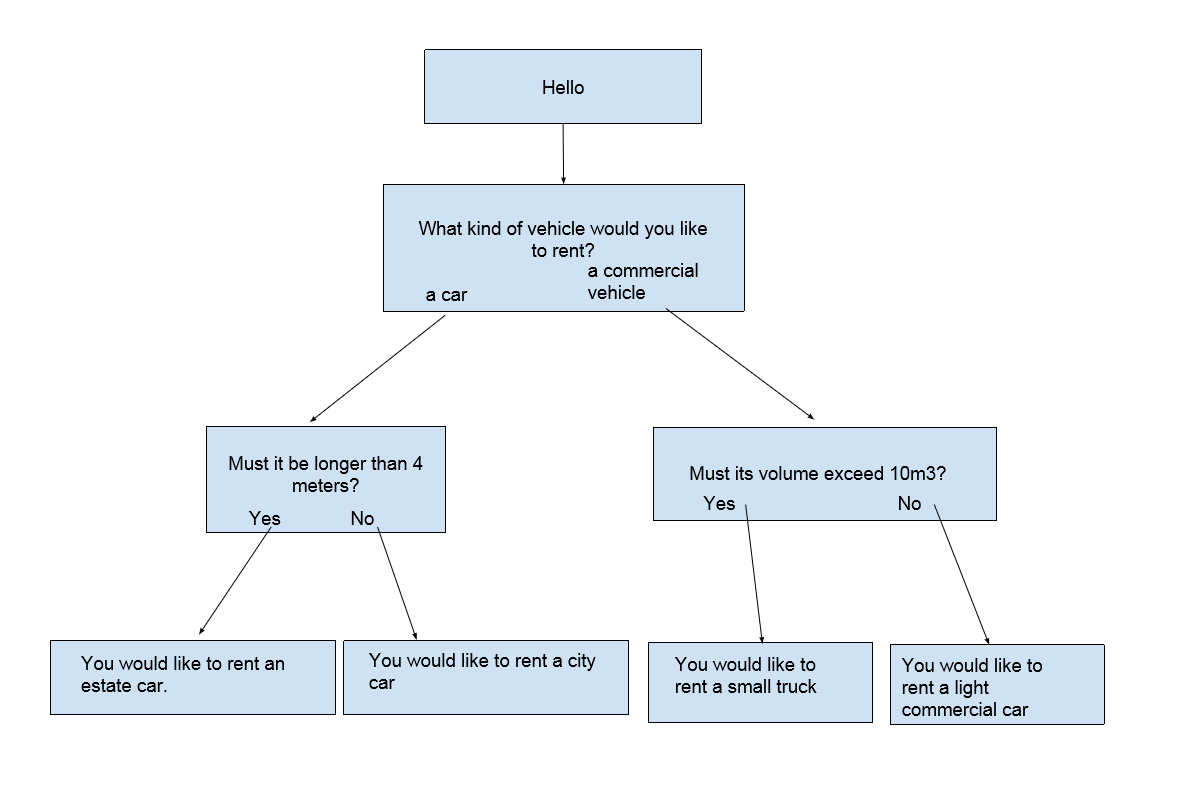 Hello
What kind of vehicle would you like
to rent?
a commercial
vehicle
a car
Must it be longer than 4
meters?
Yes No
Must its volume exceed 10m3?
Yes No
You would like to rent an
estate car.
You would like to rent a city
car
You would like to
rent a small truck
You would like to
rent a light
commercial car